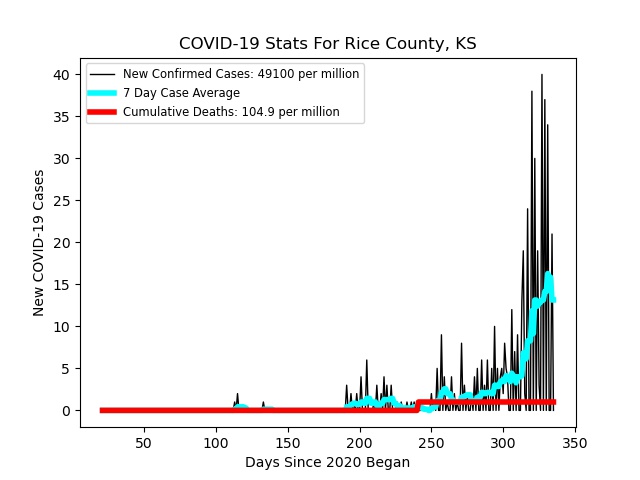 COVID-19 Stats For Rice County, KS
New Confirmed Cases: 49100 per million
7 Day Case Average
Cumulative Deaths: 104.9 per million
New COVID-19 Cases
40
35
30
25
20
15
10
5
0
50 100 150 200 250 300 350
Days Since 2020 Began